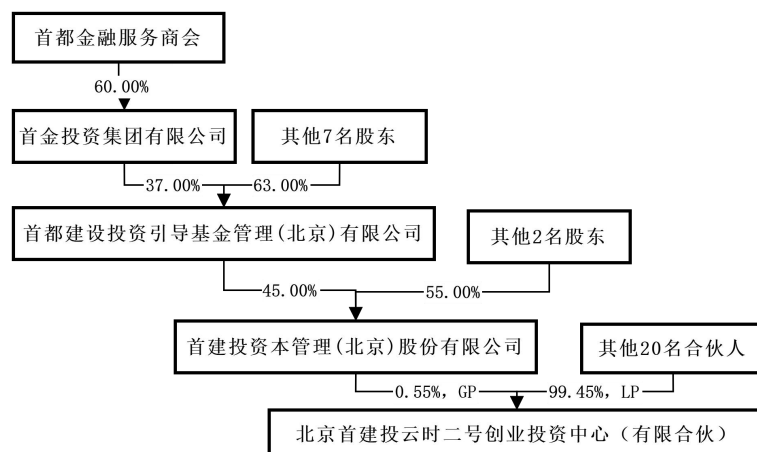 首都金融服务商会
60.00%
首金投资集团有限公司
其他7名股东
37.00%
63.00%
首都建设投资引导基金管理(北京)有限公司
其他2名股东
45.00%
55.00%
首建投资本管理(北京)股份有限公司
其他20名合伙人
0.55%, GP
99.45%, LP
北京首建投云时二号创业投资中心（有限合伙）